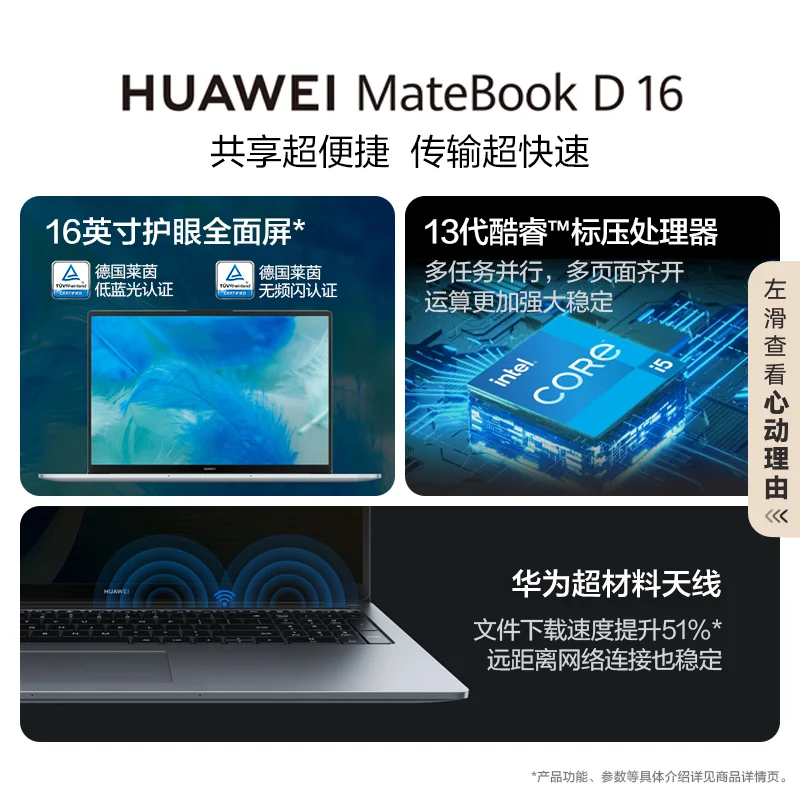 HUAWEI MateBook D 16
共享超便捷 传输超快速
16英寸护眼全面屏*
TÜVRheinland
CERTIFIED
德国莱茵
低蓝光认证
TÜVRheinland
CERTIFIED
德国莱茵
无频闪认证
HUAWEI
13代酷睿™标压处理器
多任务并行，多页面齐开
运算更加强大稳定
intel
CORE
i5
左滑查看心动理由
HUAWEI
华为超材料天线
文件下载速度提升51%*
远距离网络连接也稳定
*产品功能、参数等具体介绍详见商品详情页。